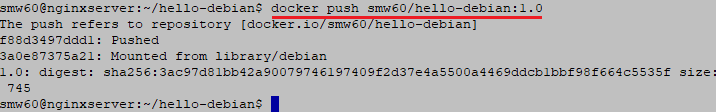 smw60@nginxserver:~/hello-debian$ docker push smw60/hello-debian:1.0
The push refers to repository [docker.io/smw60/hello-debian]
f88d3497ddd1: Pushed
3a0e87375a21: Mounted from library/debian
1.0: digest: sha256:3ac97d81bb42a90079746197409f2d37e4a5500a4469ddcb1bbf98f664c5535f size:
 745
smw60@nginxserver:~/hello-debian$